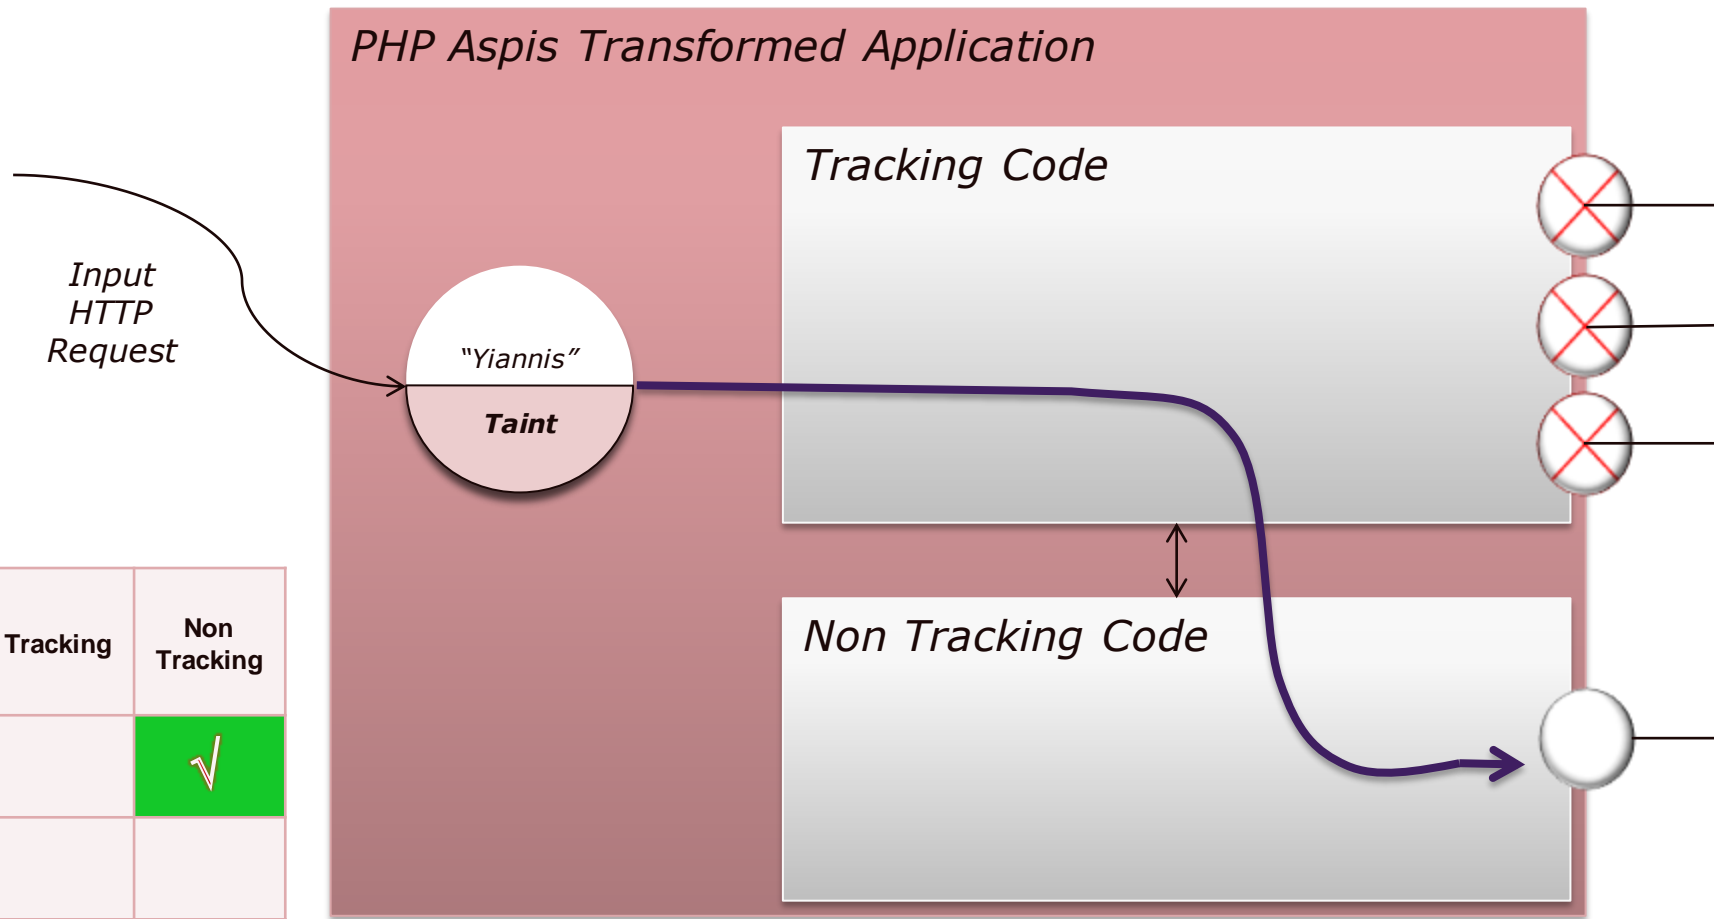 PHP Aspis Transformed Application
Tracking Code
Input
HTTP
Request
“Yiannis”
Taint
Non Tracking Code
Tracking
Non
Tracking
√